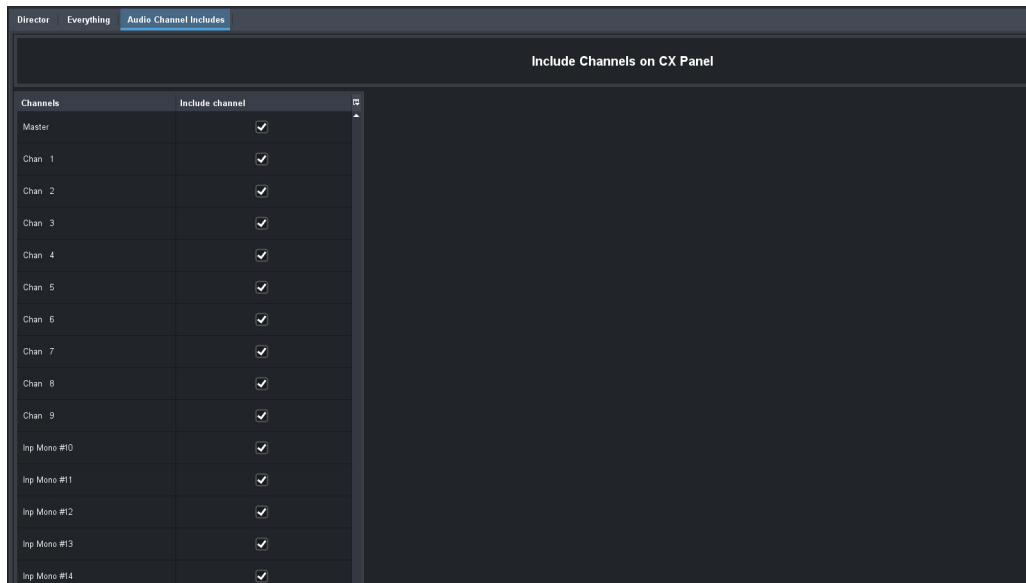 Director Everything Audio Channel Includes
Include Channels on CX Panel
Channels Include channel
Master
Chan 1
Chan 2
Chan 3
Chan 4
Chan 5
Chan 6
Chan 7
Chan 8
Chan 9
Inp Mono #10
Inp Mono #11
Inp Mono #12
Inp Mono #13
Inp Mono #14